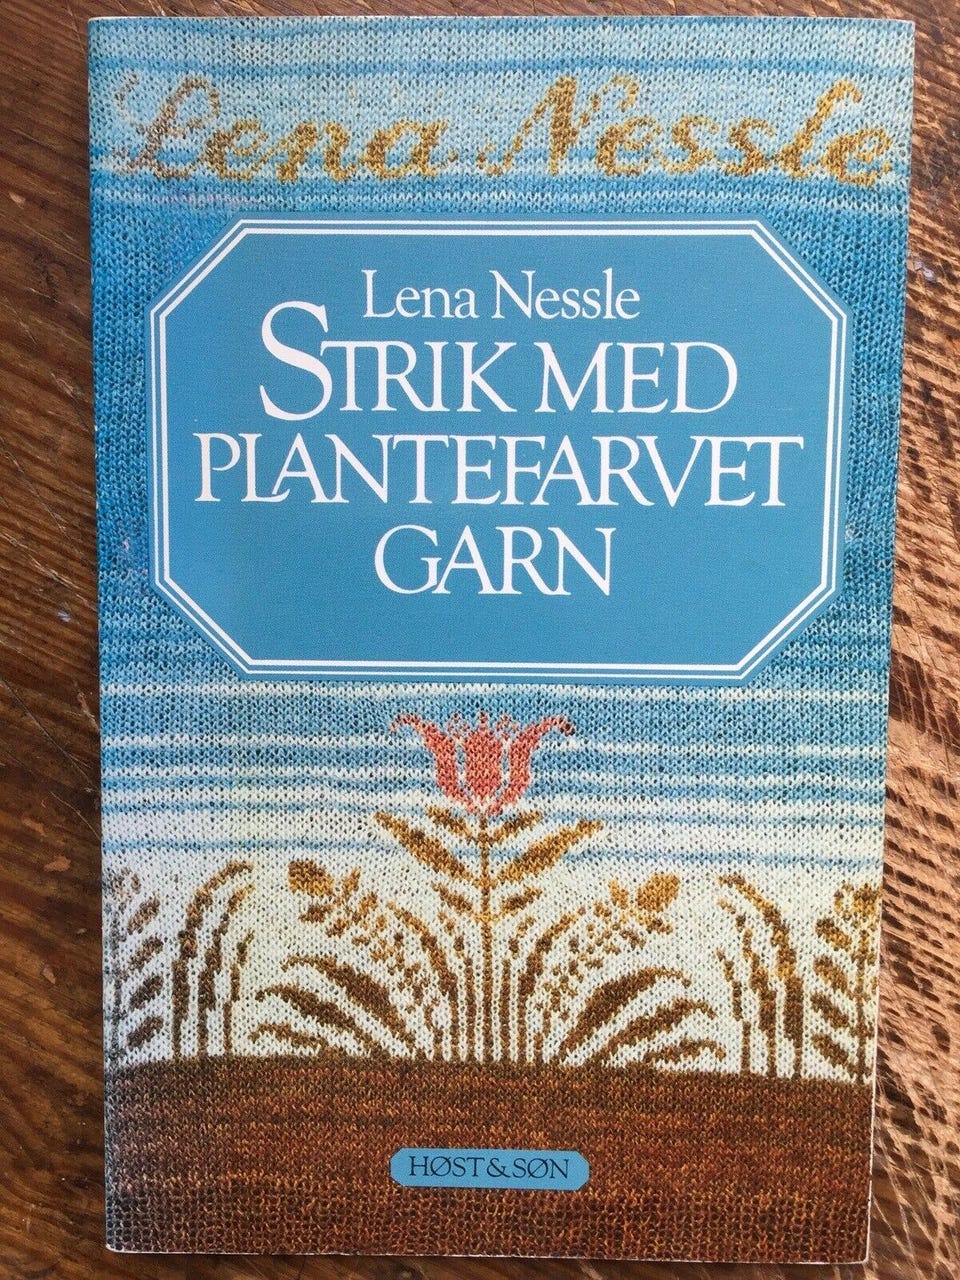 Lena Nessle
Lena Nessle
STRIK MED
PLANTEFARVET
GARN
HØST & SØN